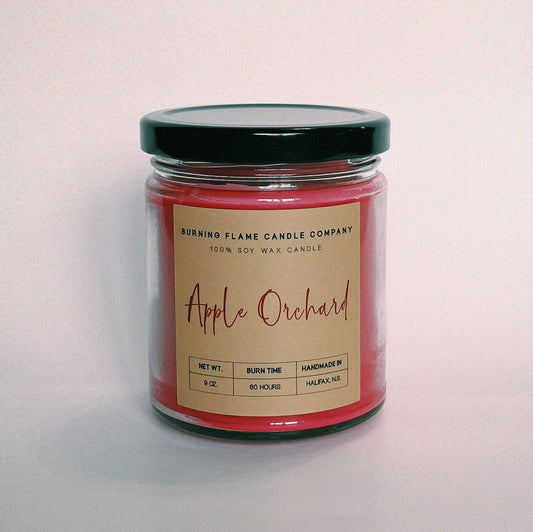 BURNING FLAME CANDLE COMPANY
100% SOY WAX CANDLE
Apple Orchard
NET WT. BURN TIME HANDMADE IN
9 OZ. 60 HOURS HALIFAX, N.S.